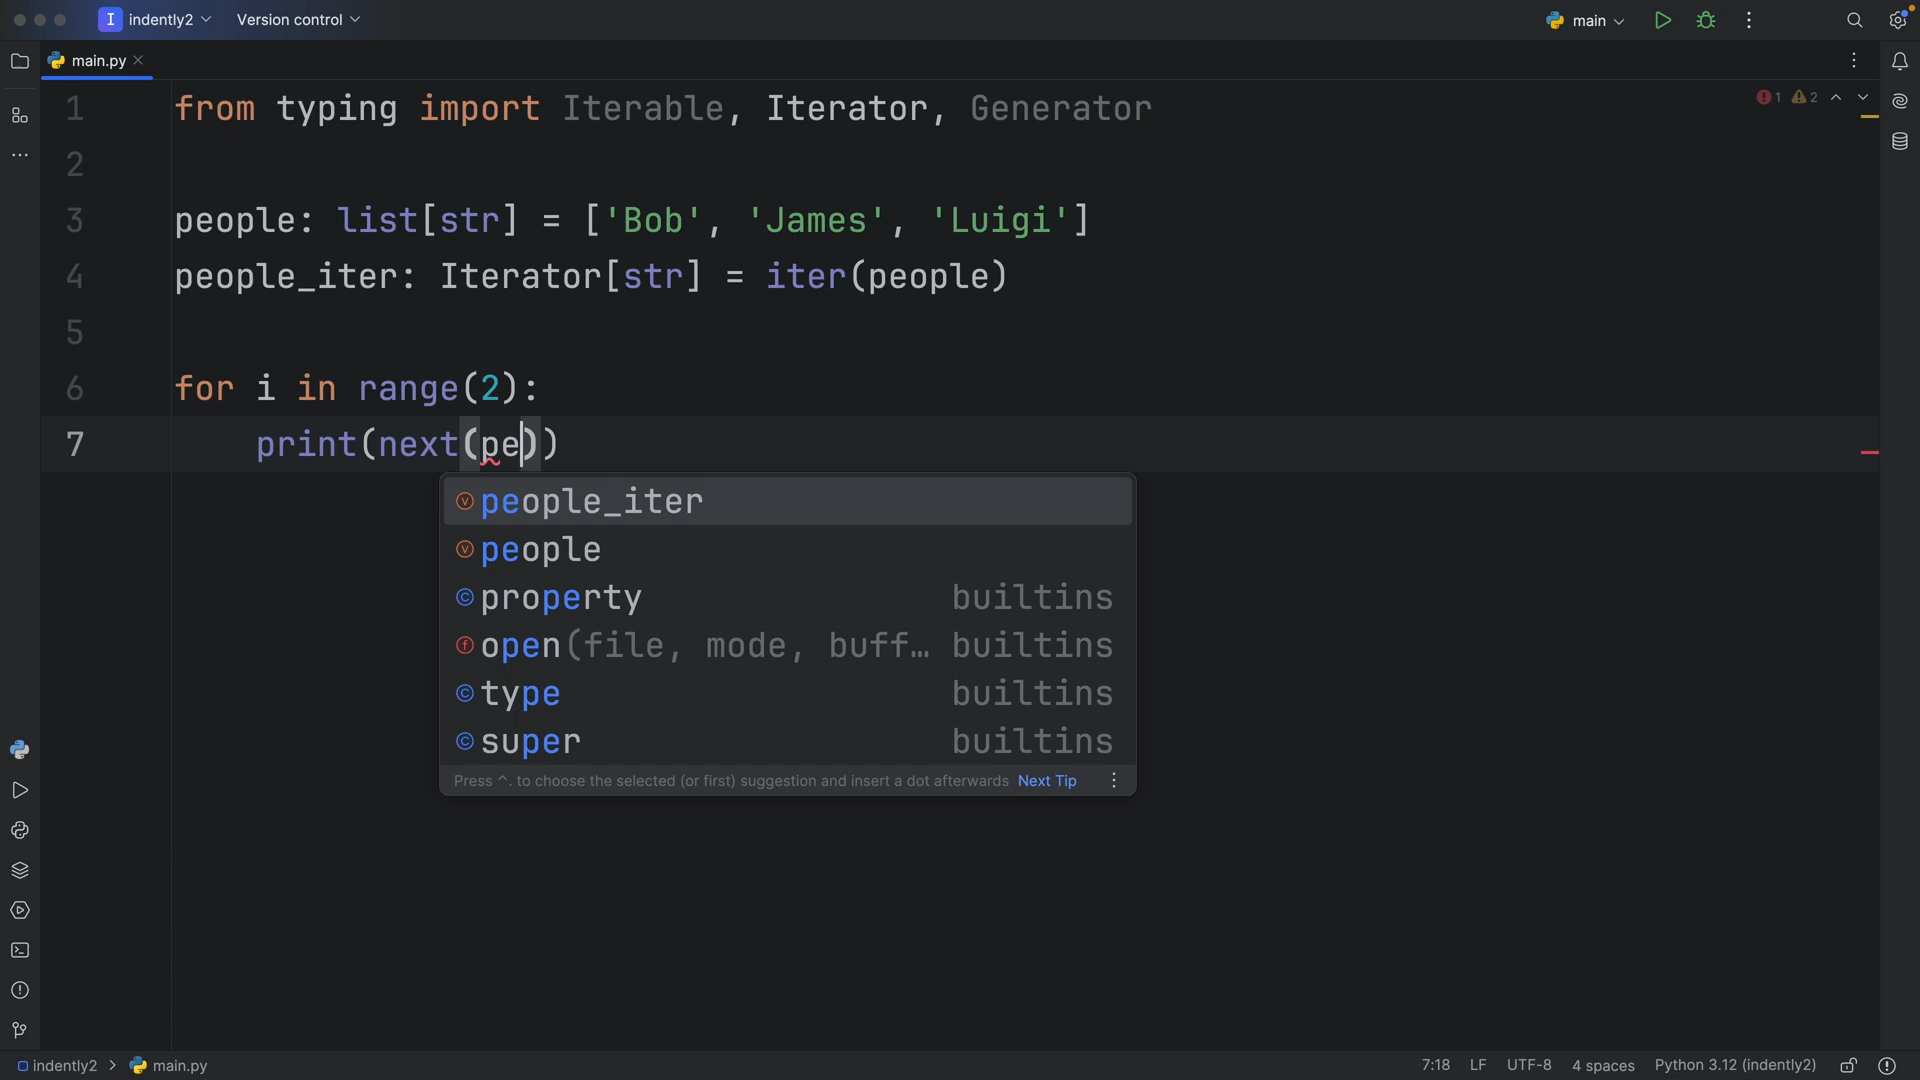 I indently2 Version control main
main.py
1 from typing import Iterable, Iterator, Generator 1 2
2
3 people: list[str] = ['Bob', 'James', 'Luigi']
4 people_iter: Iterator[str] = iter(people)
5
6 for i in range(2):
7     print(next(pe))
people_iter
people
property builtins
open(file, mode, buff… builtins
type builtins
super builtins
Press ^. to choose the selected (or first) suggestion and insert a dot afterwards Next Tip
indently2 > main.py 7:18 LF UTF-8 4 spaces Python 3.12 (indently2)